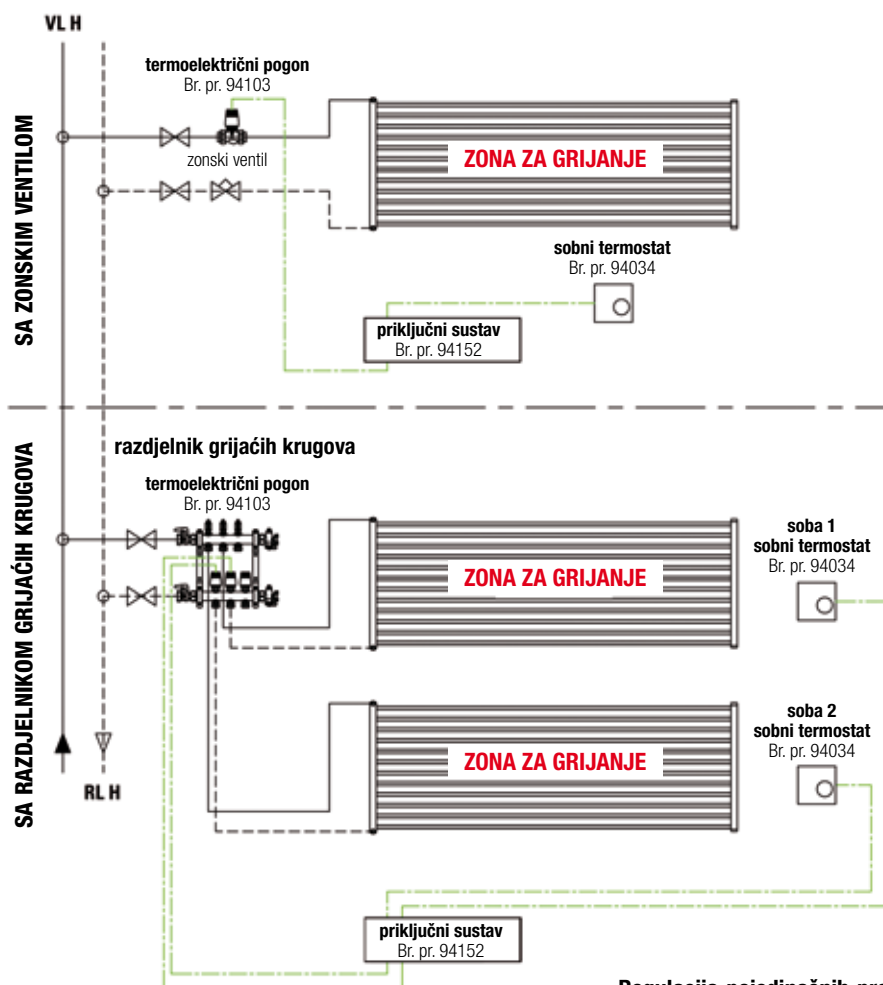 VL H
termoelektrični pogon
Br. pr. 94103
zonski ventil
ZONA ZA GRIJANJE
SA ZONSKIM VENTILOM
sobni termostat
Br. pr. 94034
priključni sustav
Br. pr. 94152
razdjelnik grijaćih krugova
termoelektrični pogon
Br. pr. 94103
SA RAZDJELNIKOM GRIJAĆIH KRUGOVA
ZONA ZA GRIJANJE
soba 1
sobni termostat
Br. pr. 94034
ZONA ZA GRIJANJE
soba 2
sobni termostat
Br. pr. 94034
RL H
priključni sustav
Br. pr. 94152